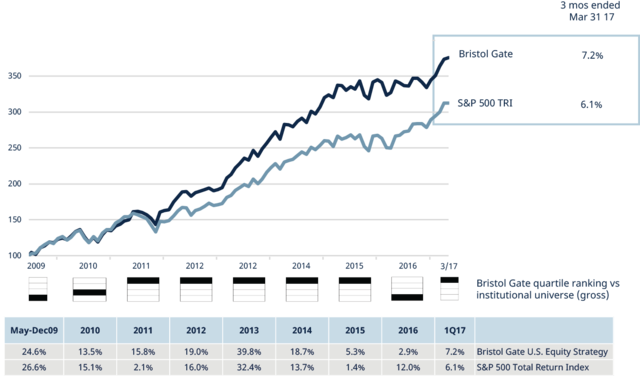 3 mos ended
Mar 31 17
Bristol Gate 7.2%
S&P 500 TRI 6.1%
350
300
250
200
150
100
2009 2010 2011 2012 2012 2014 2015 2016 3/17
Bristol Gate quartile ranking vs
institutional universe (gross)
May-Dec09 2010 2011 2012 2013 2014 2015 2016 1Q17
24.6% 13.5% 15.8% 19.0% 39.8% 18.7% 5.3% 2.9% 7.2% Bristol Gate U.S. Equity Strategy
26.6% 15.1% 2.1% 16.0% 32.4% 13.7% 1.4% 12.0% 6.1% S&P 500 Total Return Index